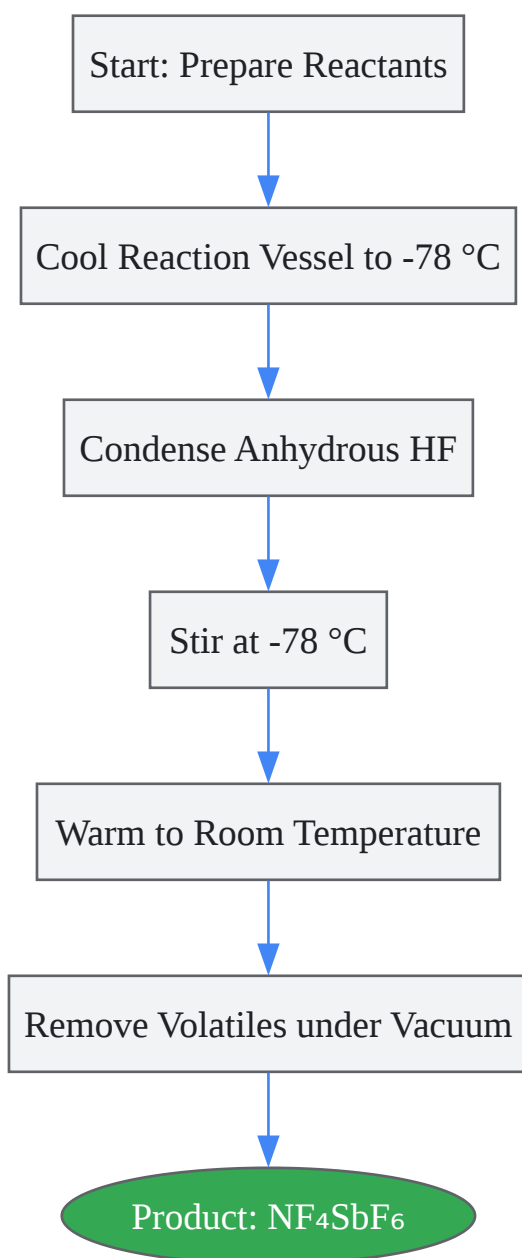 Start: Prepare Reactants
Cool Reaction Vessel to -78 °C
Condense Anhydrous HF
Stir at -78 °C
Warm to Room Temperature
Remove Volatiles under Vacuum
Product: NF₄SbF₆